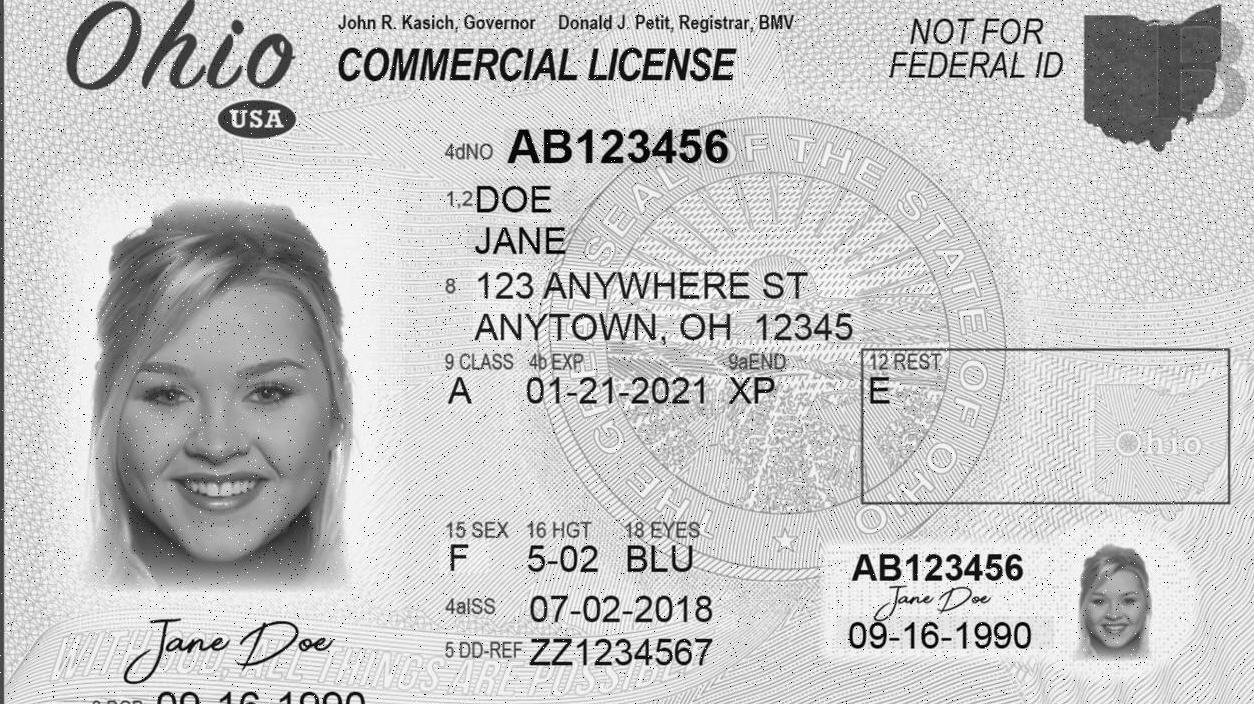 Ohio
USA
John R. Kasich, Governor Donald J. Petit, Registrar, BMV
COMMERCIAL LICENSE
NOT FOR
FEDERAL ID
4dNO AB123456
1,2 DOE
JANE
8 123 ANYWHERE ST
ANYTOWN, OH 12345
9 CLASS 4b EXP 9aEND 12 REST
A 01-21-2021 XP E
Ohio
15 SEX 16 HGT 18 EYES
F 5-02 BLU
4aISS 07-02-2018
5 DD-REF ZZ1234567
AB123456
Jane Doe
09-16-1990
Jane Doe
THE GREAT SEAL OF THE STATE OF OHIO
WITH GOD, ALL THINGS ARE POSSIBLE
3 DOB 09-16-1990